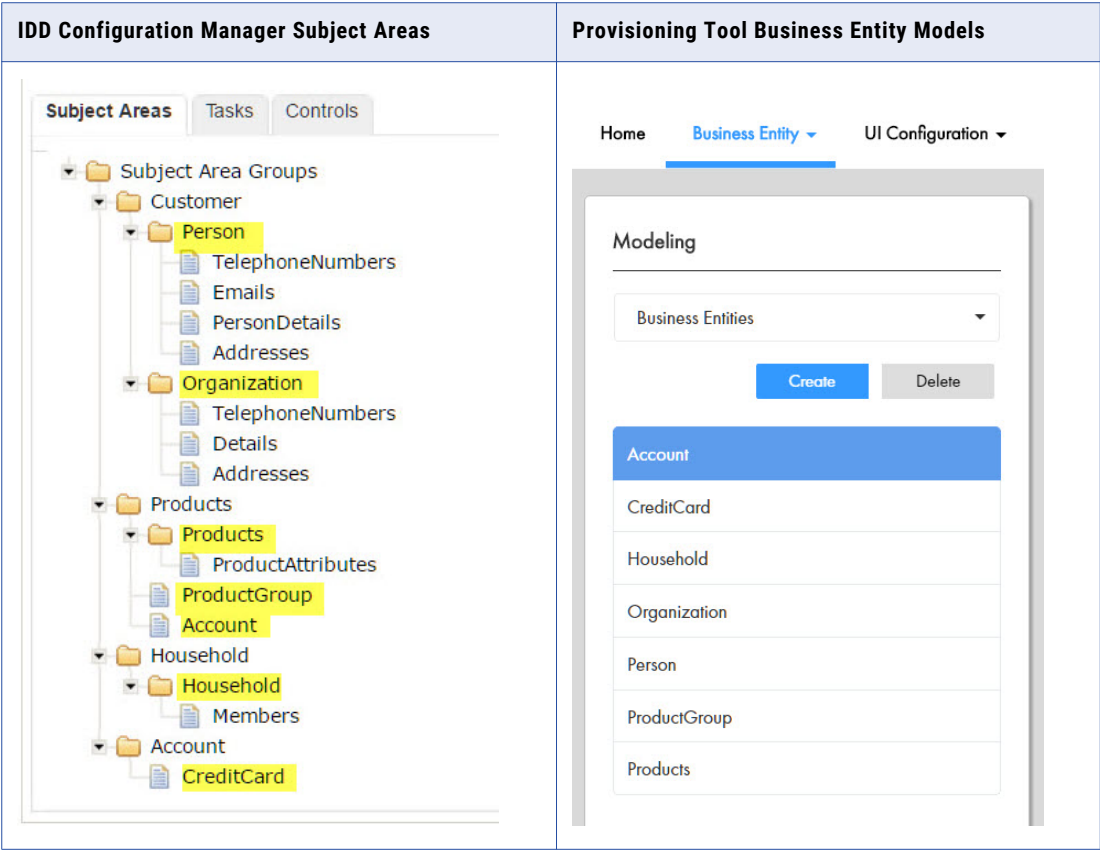 IDD Configuration Manager Subject Areas
Provisioning Tool Business Entity Models
Subject Areas Tasks Controls
Subject Area Groups
Customer
Person
TelephoneNumbers
Emails
PersonDetails
Addresses
Organization
TelephoneNumbers
Details
Addresses
Products
Products
ProductAttributes
ProductGroup
Account
Household
Household
Members
Account
CreditCard
Home Business Entity UI Configuration
Modeling
Business Entities
Create Delete
Account
CreditCard
Household
Organization
Person
ProductGroup
Products